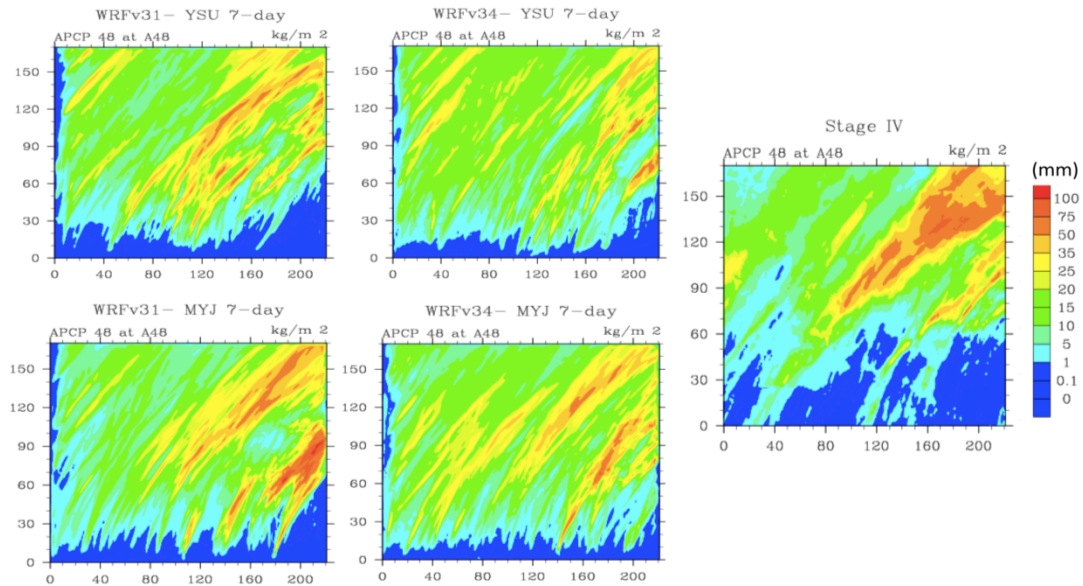 WRFv31- YSU 7-day
APCP 48 at A48 kg/m 2
150
120
90
60
30
0
0 40 80 120 160 200
WRFv34- YSU 7-day
APCP 48 at A48 kg/m 2
150
120
90
60
30
0
0 40 80 120 160 200
Stage IV
APCP 48 at A48 kg/m 2
150
120
90
60
30
0
0 40 80 120 160 200
(mm)
100
75
50
35
25
20
15
10
5
1
0.1
0
WRFv31- MYJ 7-day
APCP 48 at A48 kg/m 2
150
120
90
60
30
0
0 40 80 120 160 200
WRFv34- MYJ 7-day
APCP 48 at A48 kg/m 2
150
120
90
60
30
0
0 40 80 120 160 200